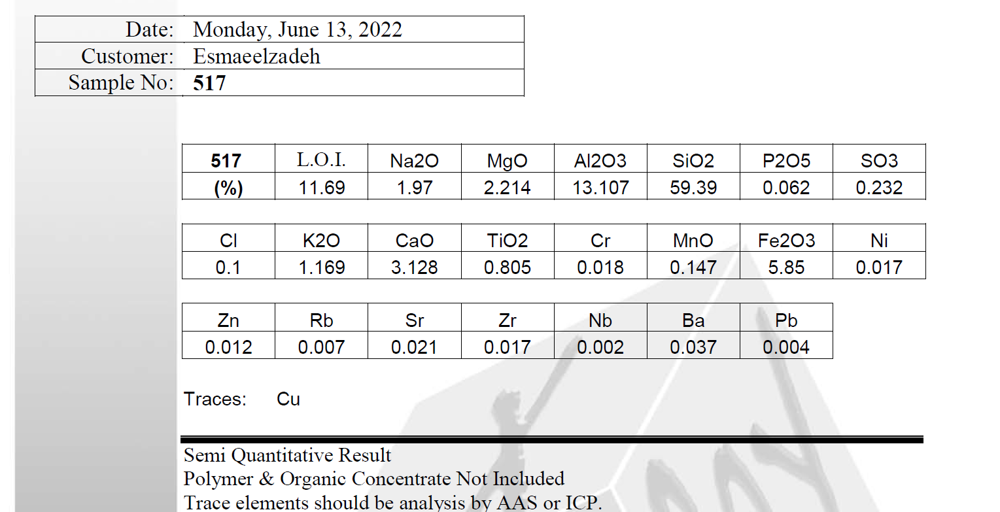 Date: Monday, June 13, 2022
Customer: Esmaeelzadeh
Sample No: 517
517 L.O.I. Na2O MgO Al2O3 SiO2 P2O5 SO3
(%) 11.69 1.97 2.214 13.107 59.39 0.062 0.232
Cl K2O CaO TiO2 Cr MnO Fe2O3 Ni
0.1 1.169 3.128 0.805 0.018 0.147 5.85 0.017
Zn Rb Sr Zr Nb Ba Pb
0.012 0.007 0.021 0.017 0.002 0.037 0.004
Traces: Cu
Semi Quantitative Result
Polymer & Organic Concentrate Not Included
Trace elements should be analysis by AAS or ICP.